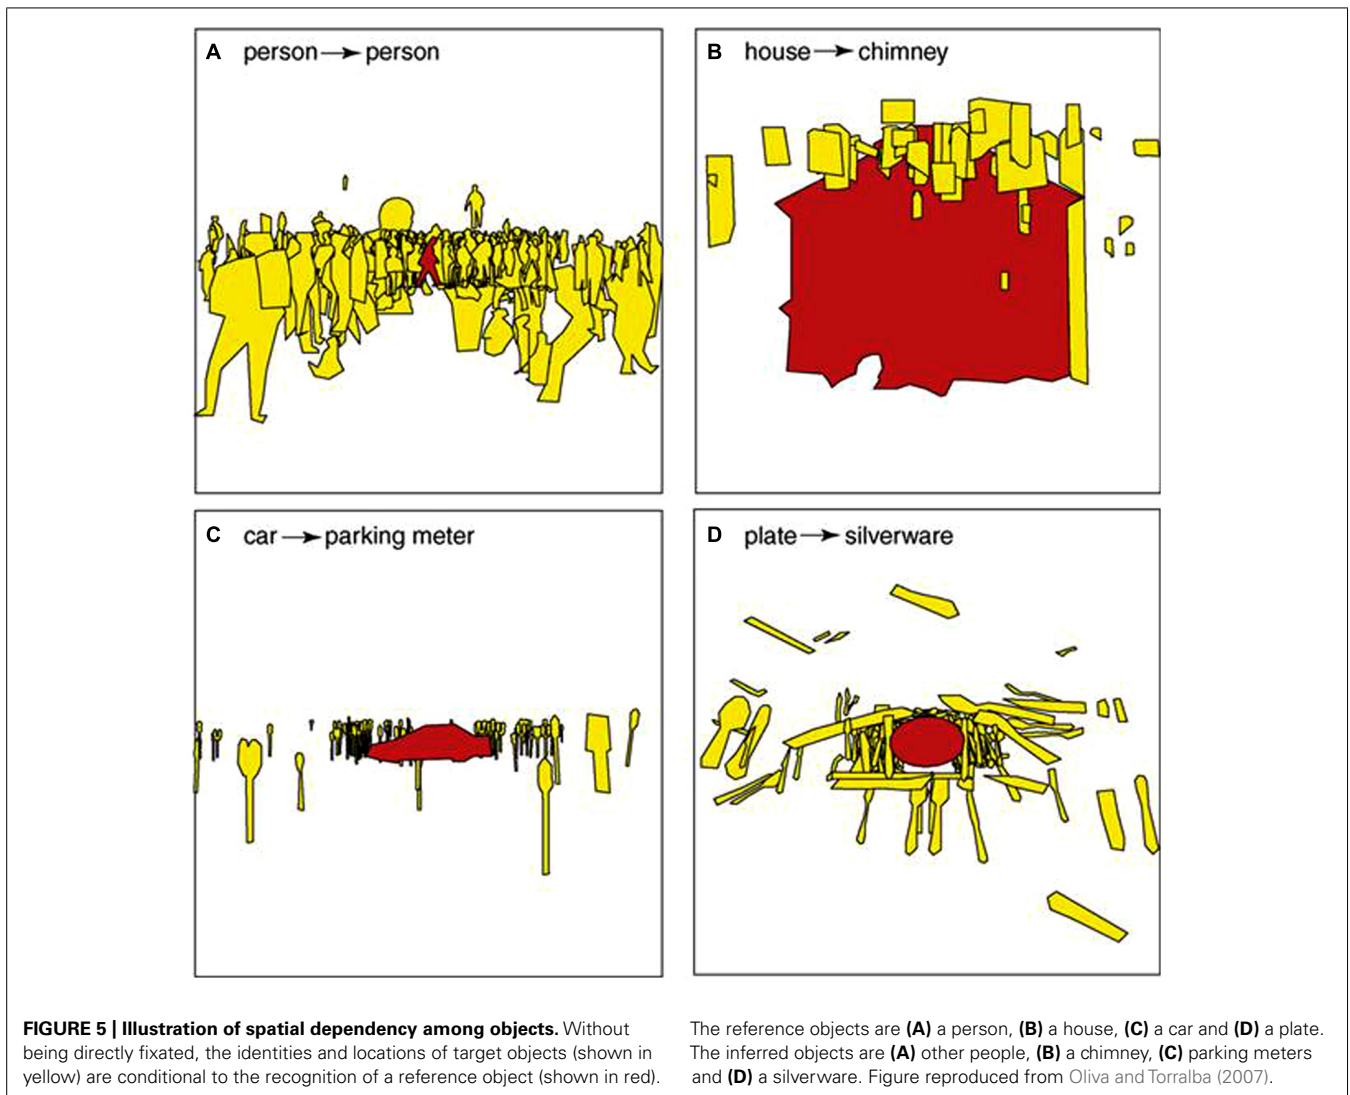 A person→person
B house→chimney
C car→parking meter
D plate→silverware
FIGURE 5 | Illustration of spatial dependency among objects. Without
being directly fixated, the identities and locations of target objects (shown in
yellow) are conditional to the recognition of a reference object (shown in red).
The reference objects are (A) a person, (B) a house, (C) a car and (D) a plate.
The inferred objects are (A) other people, (B) a chimney, (C) parking meters
and (D) a silverware. Figure reproduced from Oliva and Torralba (2007).